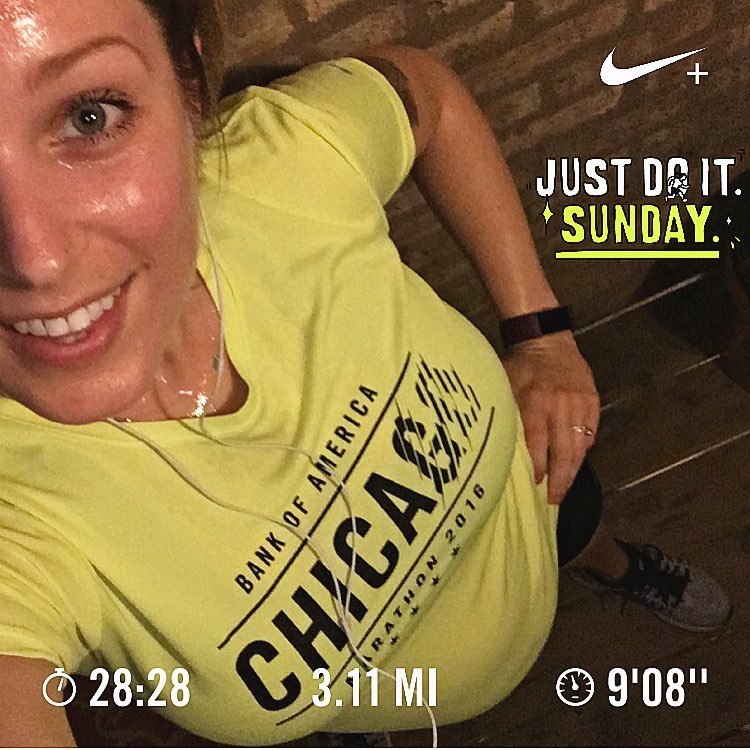 +
JUST DO IT.
SUNDAY.
BANK OF AMERICA
CHICAGO
ARATHON 2016
28:28
3.11 MI
9'08"